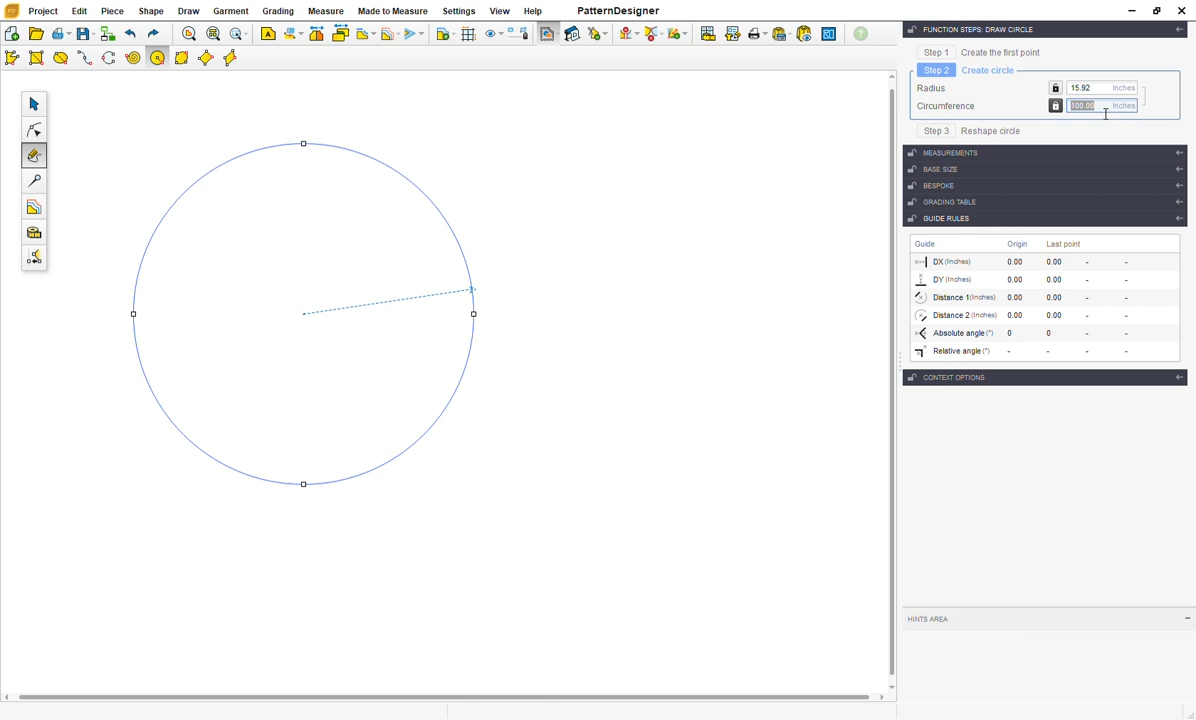 PD Project Edit Piece Shape Draw Garment Grading Measure Made to Measure Settings View Help PatternDesigner
FUNCTION STEPS: DRAW CIRCLE
Step 1 Create the first point
Step 2 Create circle
Radius 15.92 Inches
Circumference 100.00 Inches
Step 3 Reshape circle
MEASUREMENTS
BASE SIZE
BESPOKE
GRADING TABLE
GUIDE RULES
Guide Origin Last point
DX (Inches) 0.00 0.00 - -
DY (Inches) 0.00 0.00 - -
Distance 1(Inches) 0.00 0.00 - -
Distance 2 (Inches) 0.00 0.00 - -
Absolute angle (°) 0 0 - -
Relative angle (°) - - - -
CONTEXT OPTIONS
HINTS AREA